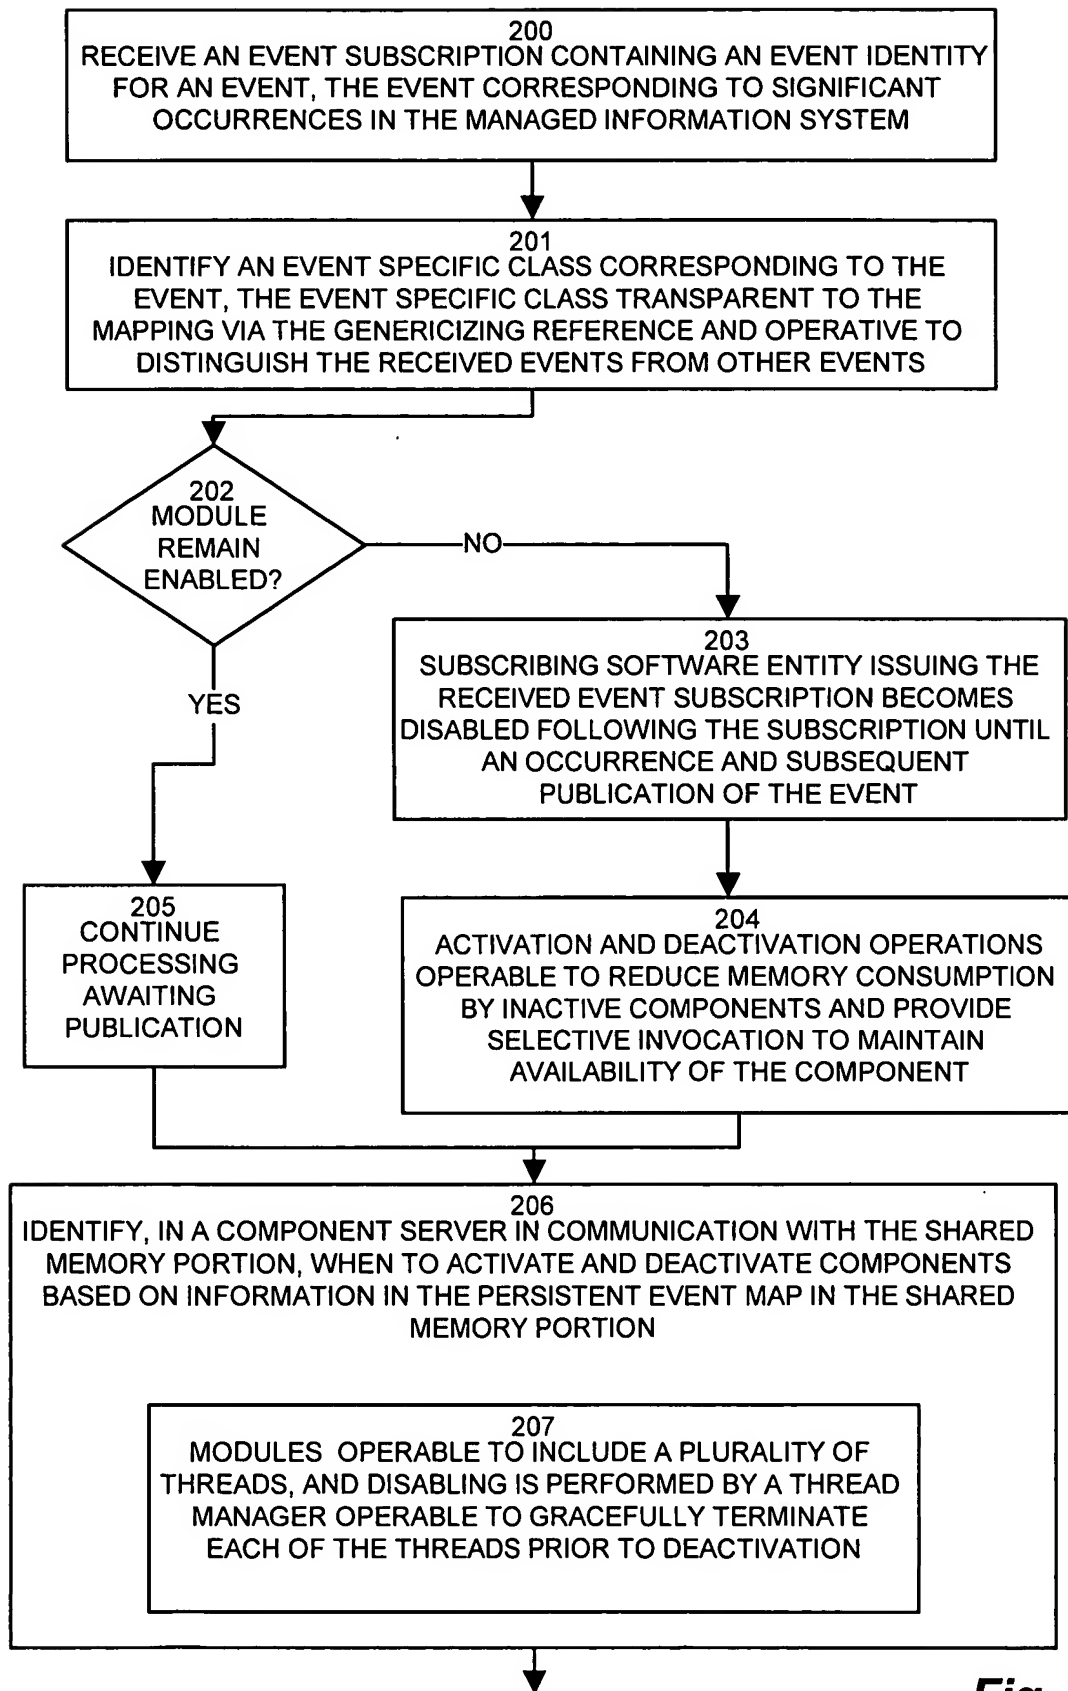 200
RECEIVE AN EVENT SUBSCRIPTION CONTAINING AN EVENT IDENTITY
FOR AN EVENT, THE EVENT CORRESPONDING TO SIGNIFICANT
OCCURRENCES IN THE MANAGED INFORMATION SYSTEM
201
IDENTIFY AN EVENT SPECIFIC CLASS CORRESPONDING TO THE
EVENT, THE EVENT SPECIFIC CLASS TRANSPARENT TO THE
MAPPING VIA THE GENERICIZING REFERENCE AND OPERATIVE TO
DISTINGUISH THE RECEIVED EVENTS FROM OTHER EVENTS
202
MODULE
REMAIN
ENABLED?
NO
YES
203
SUBSCRIBING SOFTWARE ENTITY ISSUING THE
RECEIVED EVENT SUBSCRIPTION BECOMES
DISABLED FOLLOWING THE SUBSCRIPTION UNTIL
AN OCCURRENCE AND SUBSEQUENT
PUBLICATION OF THE EVENT
205
CONTINUE
PROCESSING
AWAITING
PUBLICATION
204
ACTIVATION AND DEACTIVATION OPERATIONS
OPERABLE TO REDUCE MEMORY CONSUMPTION
BY INACTIVE COMPONENTS AND PROVIDE
SELECTIVE INVOCATION TO MAINTAIN
AVAILABILITY OF THE COMPONENT
206
IDENTIFY, IN A COMPONENT SERVER IN COMMUNICATION WITH THE SHARED
MEMORY PORTION, WHEN TO ACTIVATE AND DEACTIVATE COMPONENTS
BASED ON INFORMATION IN THE PERSISTENT EVENT MAP IN THE SHARED
MEMORY PORTION
207
MODULES OPERABLE TO INCLUDE A PLURALITY OF
THREADS, AND DISABLING IS PERFORMED BY A THREAD
MANAGER OPERABLE TO GRACEFULLY TERMINATE
EACH OF THE THREADS PRIOR TO DEACTIVATION